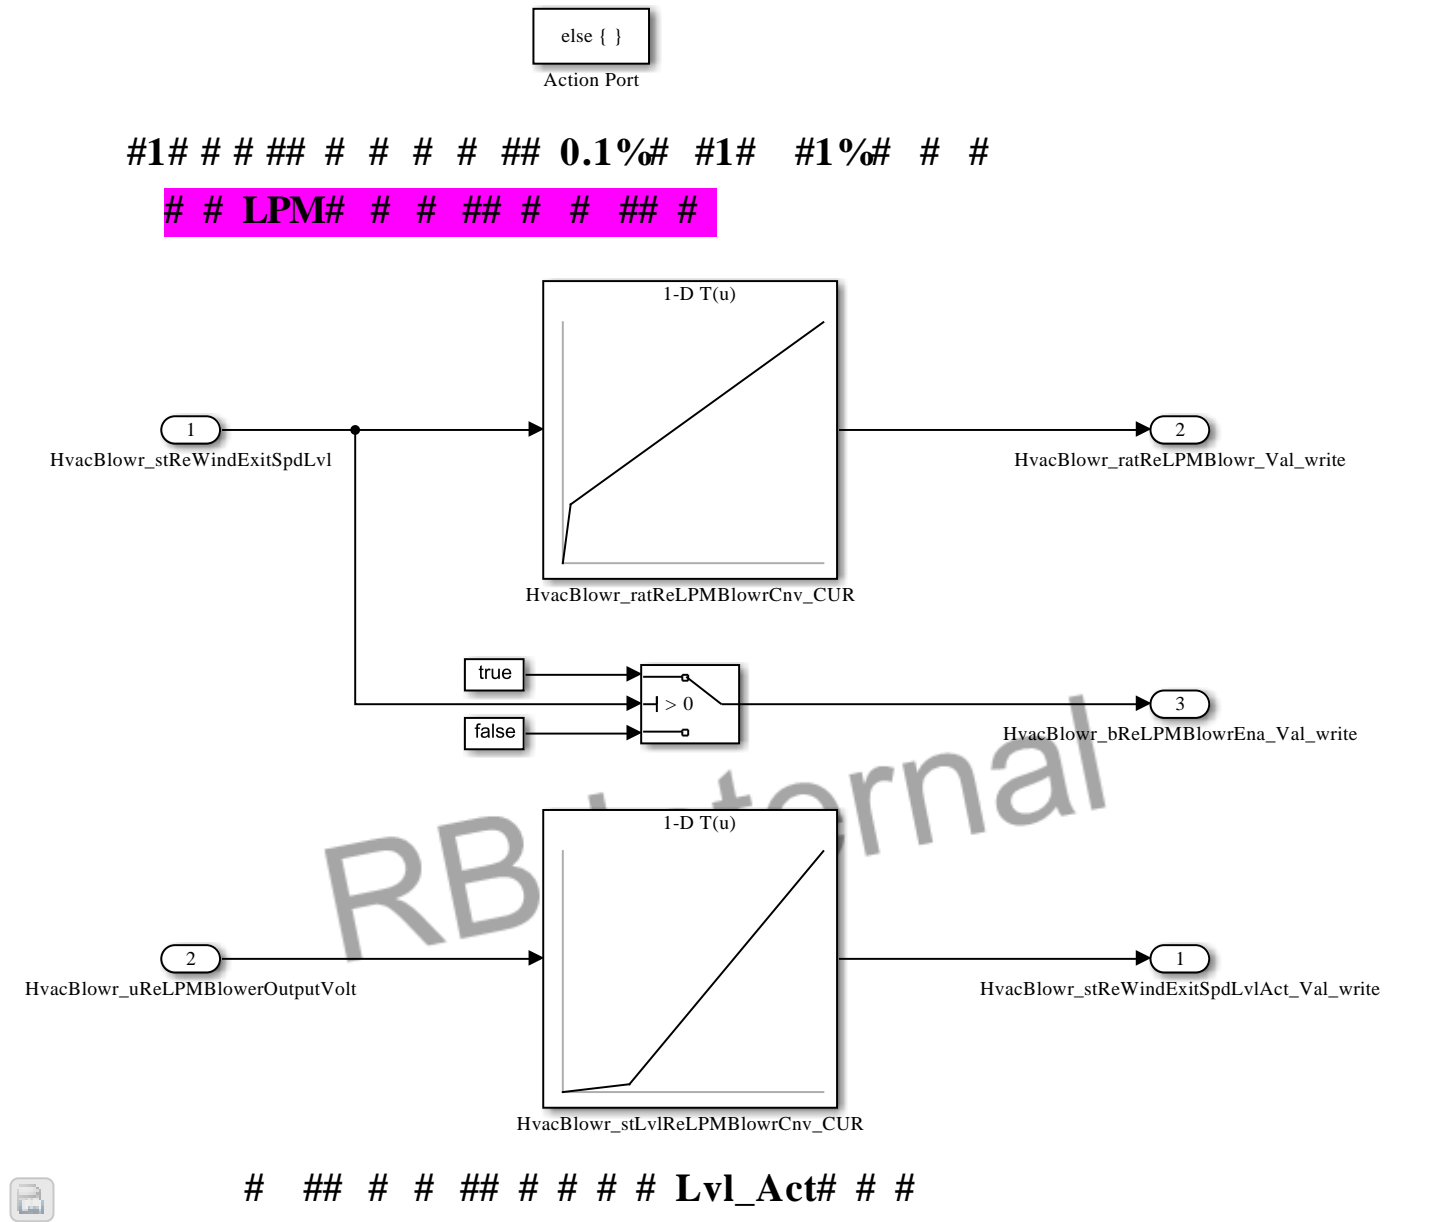 else { }
Action Port
#1# # # ## # # # # ## 0.1%# #1# #1%# # #
# # LPM# # # ## # # ## #
1-D T(u)
1
HvacBlowr_stReWindExitSpdLvl
2
HvacBlowr_ratReLPMBlowr_Val_write
HvacBlowr_ratReLPMBlowrCnv_CUR
true
> 0
false
3
HvacBlowr_bReLPMBlowrEna_Val_write
RB Internal
1-D T(u)
2
HvacBlowr_uReLPMBlowerOutputVolt
1
HvacBlowr_stReWindExitSpdLvlAct_Val_write
HvacBlowr_stLvlReLPMBlowrCnv_CUR
# ## # # ## # # # # Lvl_Act# # #